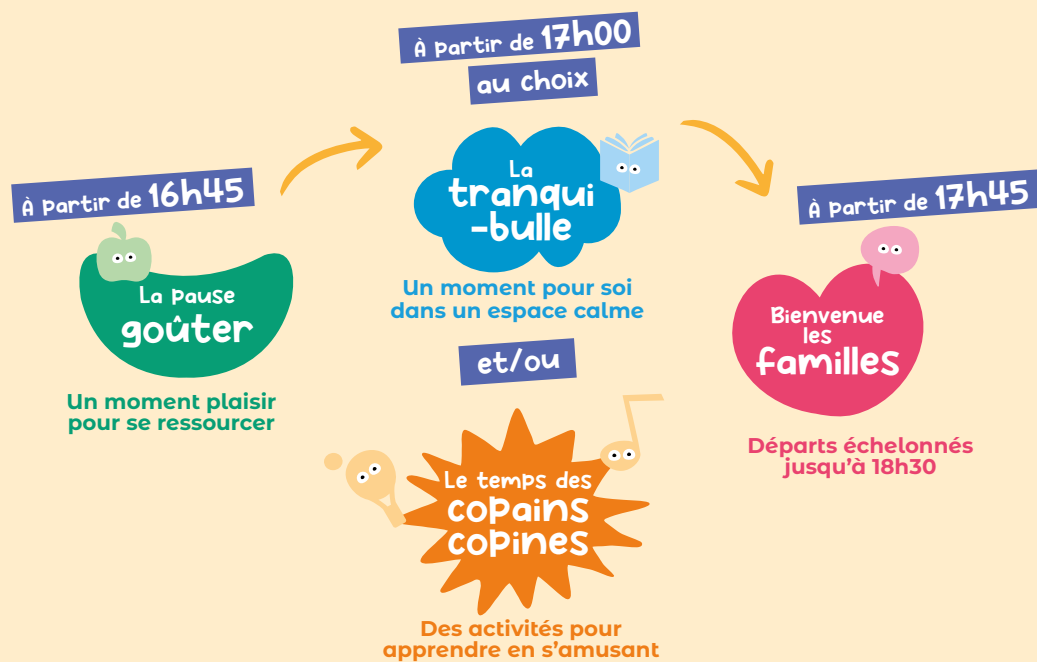 À partir de 16h45
La pause
goûter
Un moment plaisir
pour se ressourcer
À partir de 17h00
au choix
La
tranqui
-bulle
Un moment pour soi
dans un espace calme
et/ou
Le temps des
copains
copines
Des activités pour
apprendre en s'amusant
À partir de 17h45
Bienvenue
les
familles
Départs échelonnés
jusqu'à 18h30